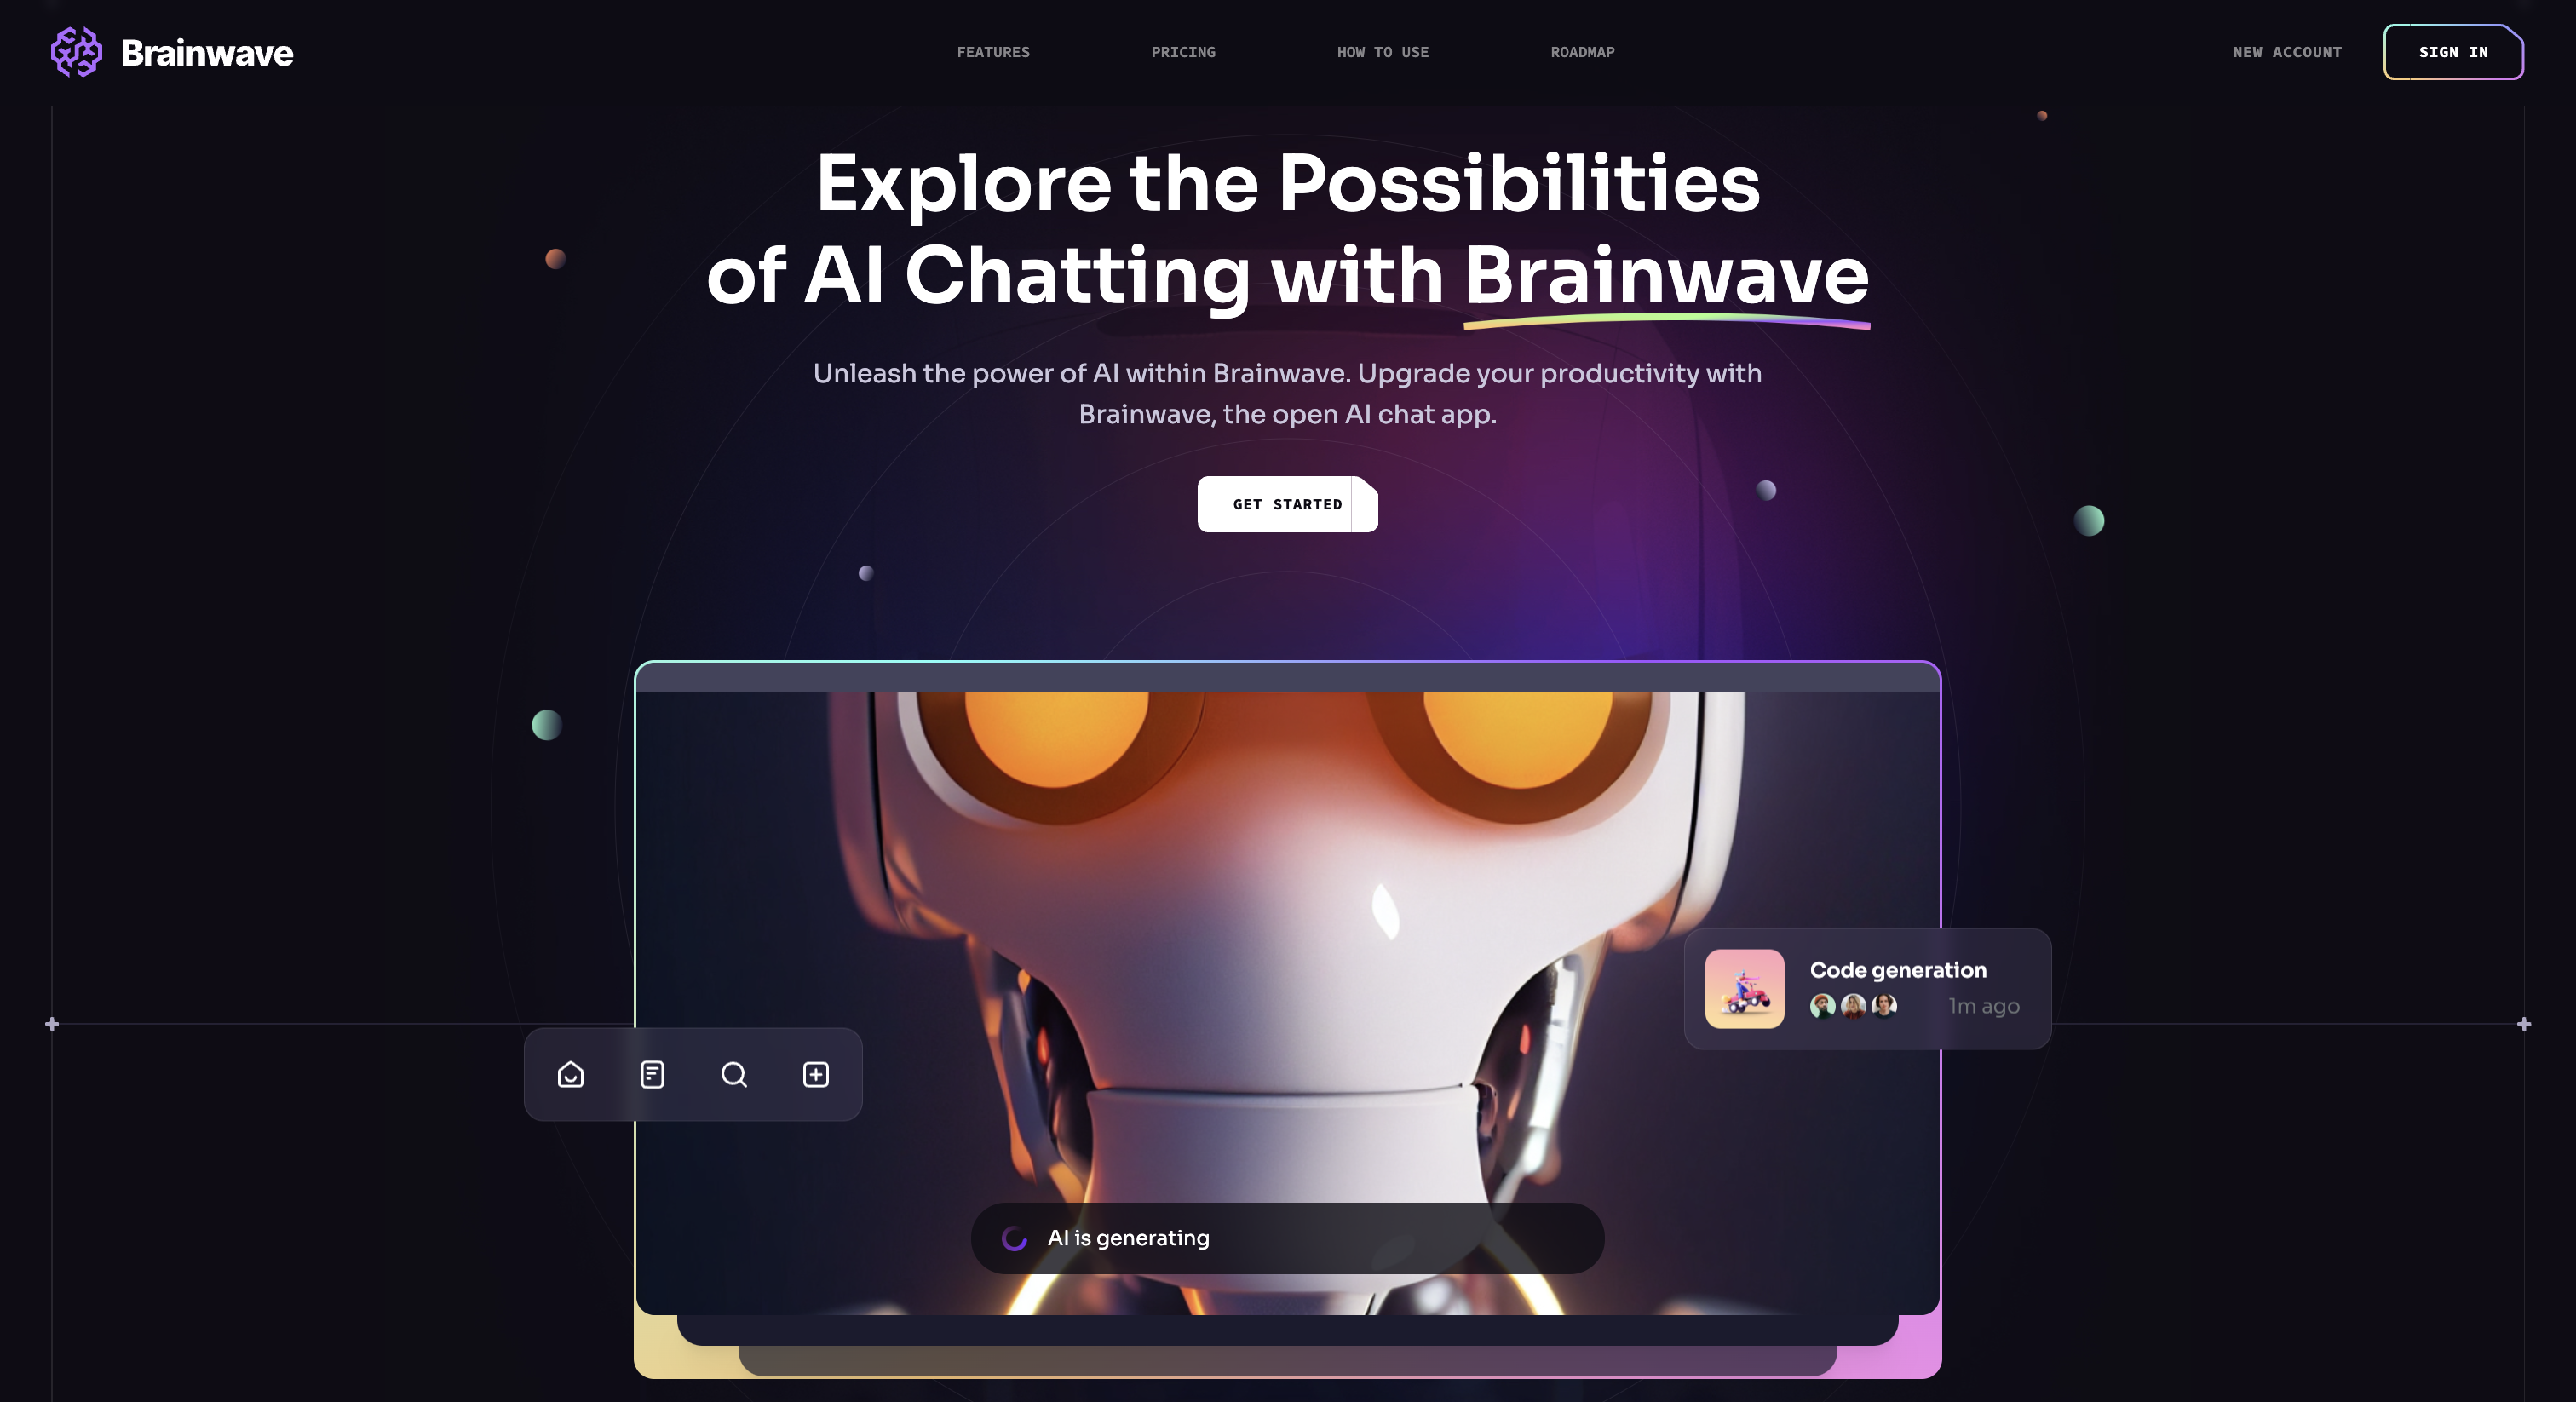 Brainwave
FEATURES
PRICING
HOW TO USE
ROADMAP
NEW ACCOUNT
SIGN IN
Explore the Possibilities
of AI Chatting with Brainwave
Unleash the power of AI within Brainwave. Upgrade your productivity with
Brainwave, the open AI chat app.
GET STARTED
Code generation
1m ago
AI is generating